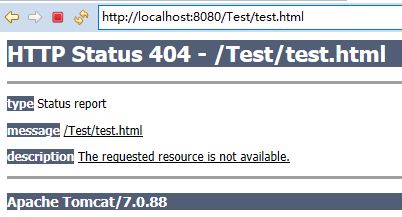 http://localhost:8080/Test/test.html
HTTP Status 404 - /Test/test.html
type Status report
message /Test/test.html
description The requested resource is not available.
Apache Tomcat/7.0.88